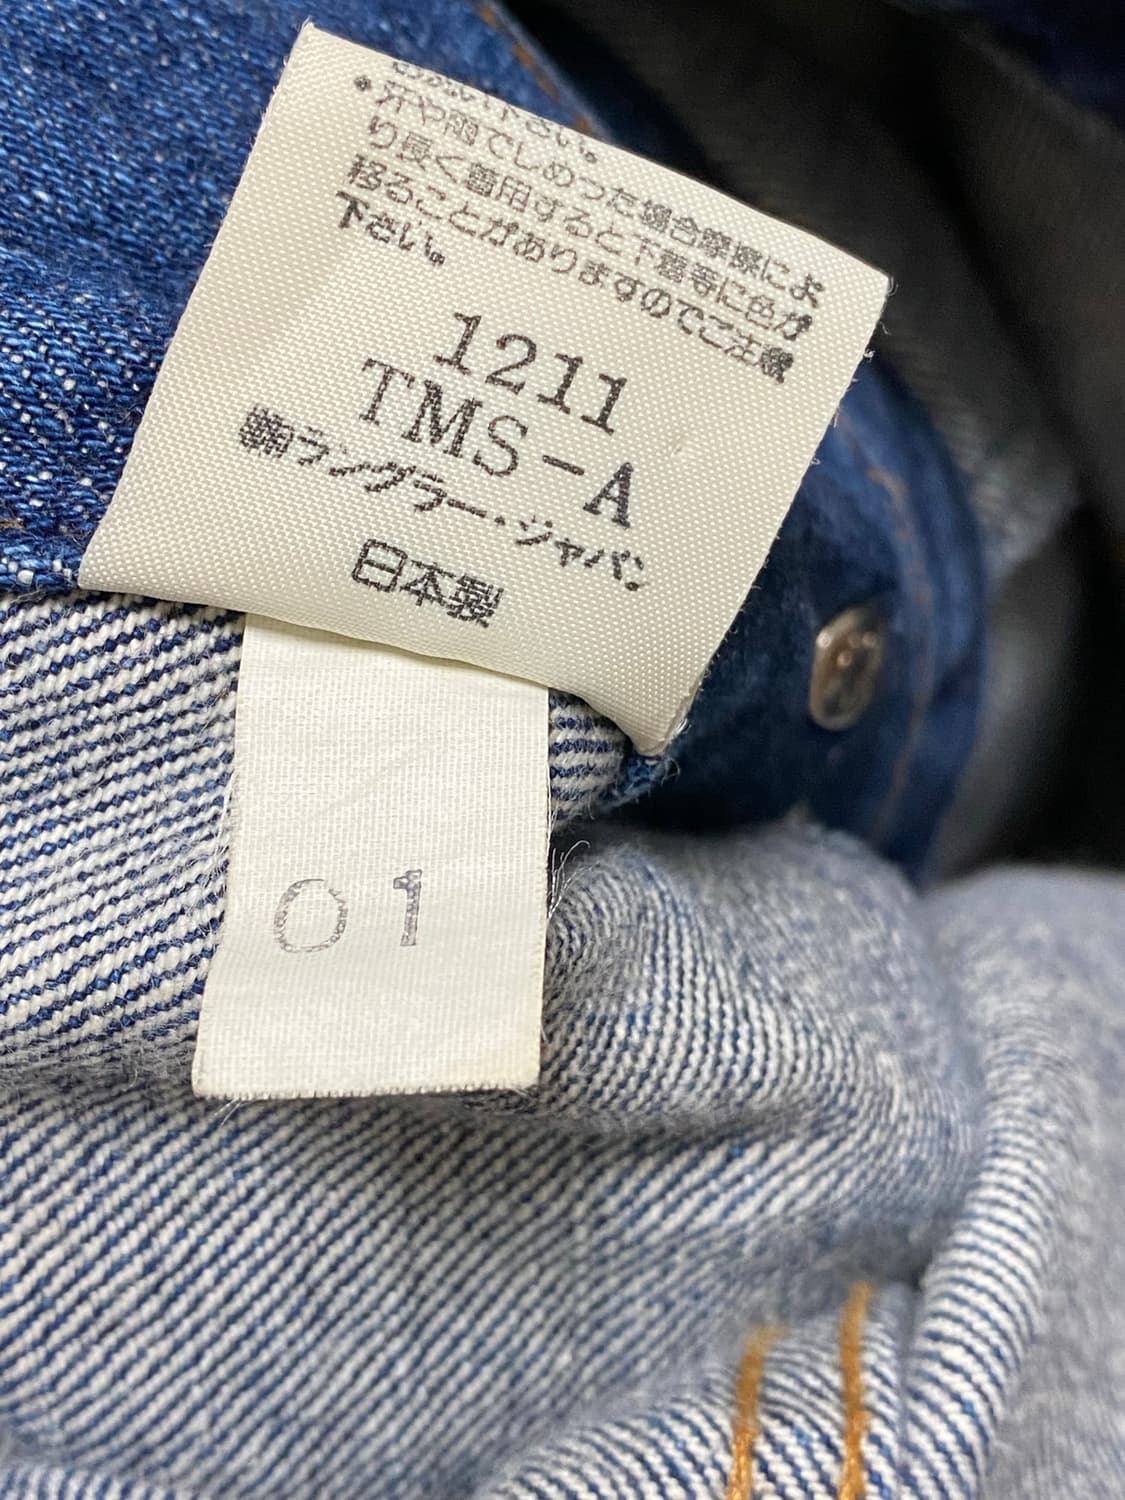 下さい。
・汗や雨でしめった場合摩擦によ
り長く着用すると下着等に色が
移ることがありますのでご注意
下さい。
1211
TMS-A
㈱ラングラー・ジャパン
日本製
01